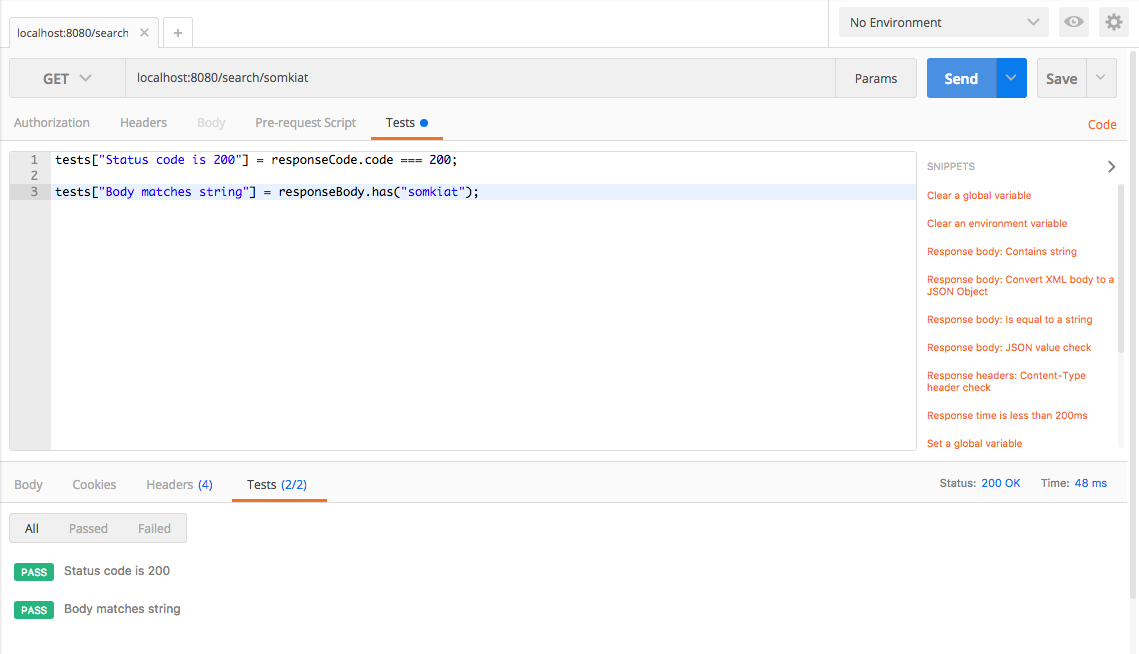 localhost:8080/search
No Environment
GET
localhost:8080/search/somkiat
Params
Send
Save
Authorization
Headers
Body
Pre-request Script
Tests
Code
1 tests["Status code is 200"] = responseCode.code === 200;
2
3 tests["Body matches string"] = responseBody.has("somkiat");
SNIPPETS
Clear a global variable
Clear an environment variable
Response body: Contains string
Response body: Convert XML body to a
JSON Object
Response body: Is equal to a string
Response body: JSON value check
Response headers: Content-Type
header check
Response time is less than 200ms
Set a global variable
Body
Cookies
Headers (4)
Tests (2/2)
Status: 200 OK
Time: 48 ms
All
Passed
Failed
PASS Status code is 200
PASS Body matches string